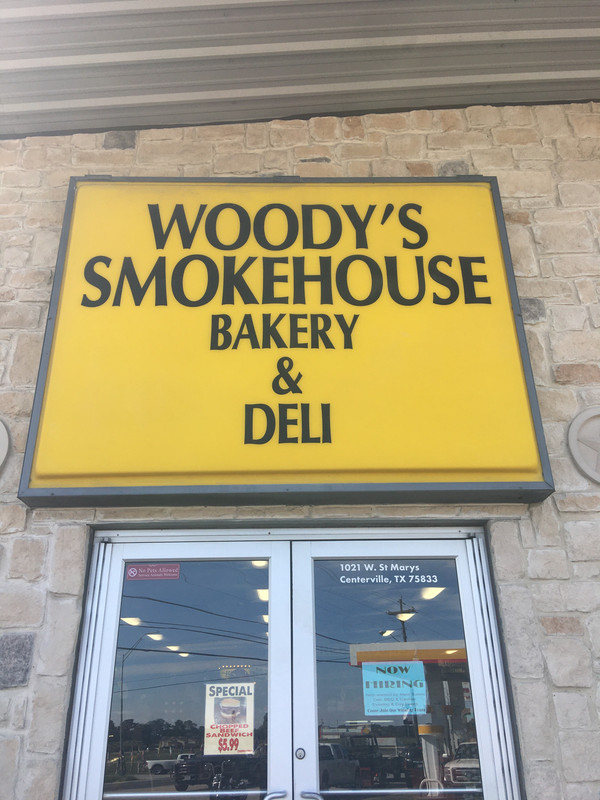 WOODY'S
SMOKEHOUSE
BAKERY
&
DELI
No Pets Allowed
1021 W. St Marys
Centerville, TX 75833
NOW
HIRING
SPECIAL
CHOPPED
BEEF
SANDWICH
$5.99